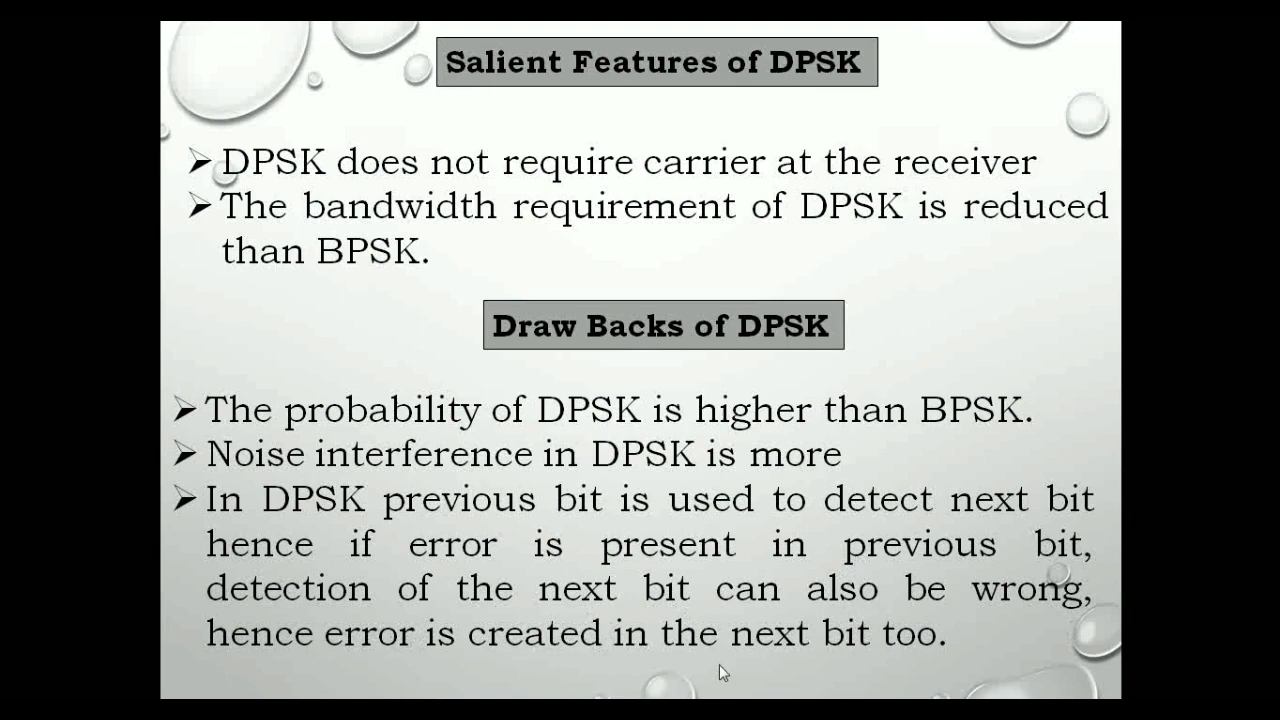 Salient Features of DPSK
➢ DPSK does not require carrier at the receiver
➢ The bandwidth requirement of DPSK is reduced
than BPSK.
Draw Backs of DPSK
➢ The probability of DPSK is higher than BPSK.
➢ Noise interference in DPSK is more
➢ In DPSK previous bit is used to detect next bit
hence if error is present in previous bit,
detection of the next bit can also be wrong,
hence error is created in the next bit too.